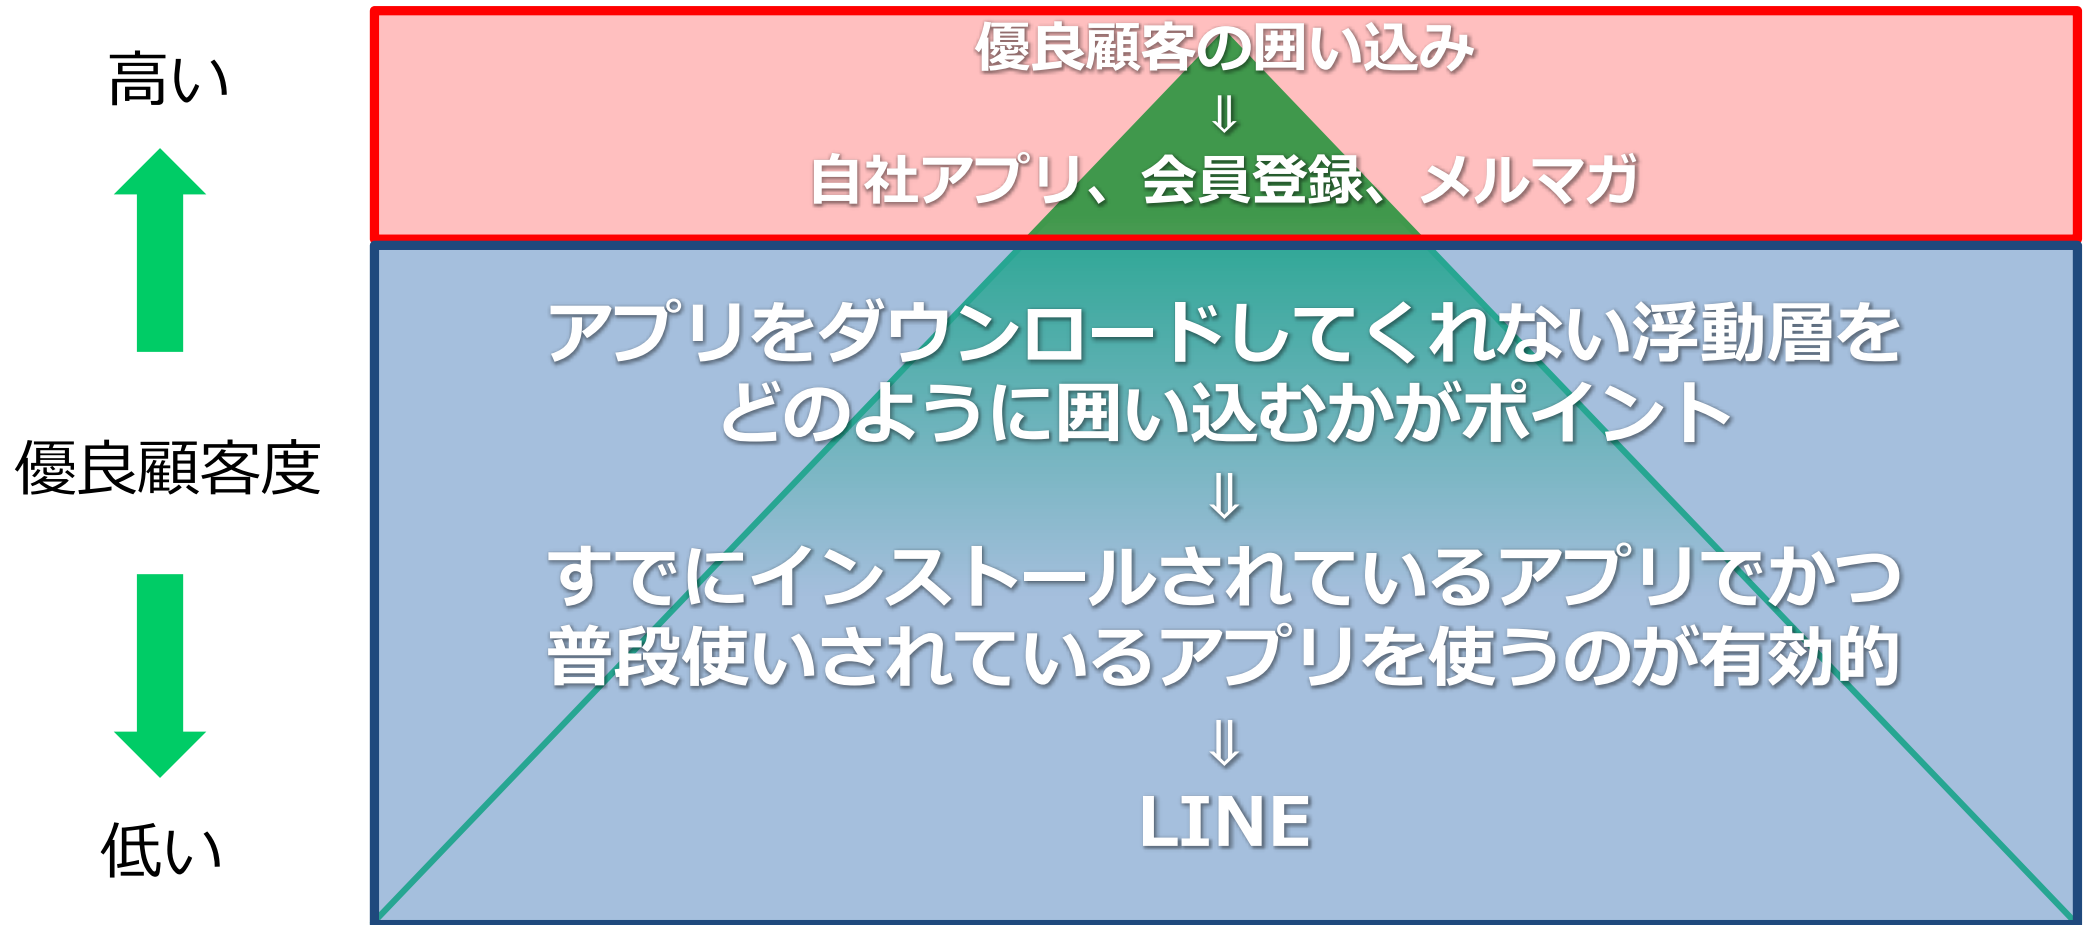 高い
優良顧客度
低い
優良顧客の囲い込み
⇓
自社アプリ、会員登録、メルマガ
アプリをダウンロードしてくれない浮動層を
どのように囲い込むかがポイント
⇓
すでにインストールされているアプリでかつ
普段使いされているアプリを使うのが有効的
⇓
LINE